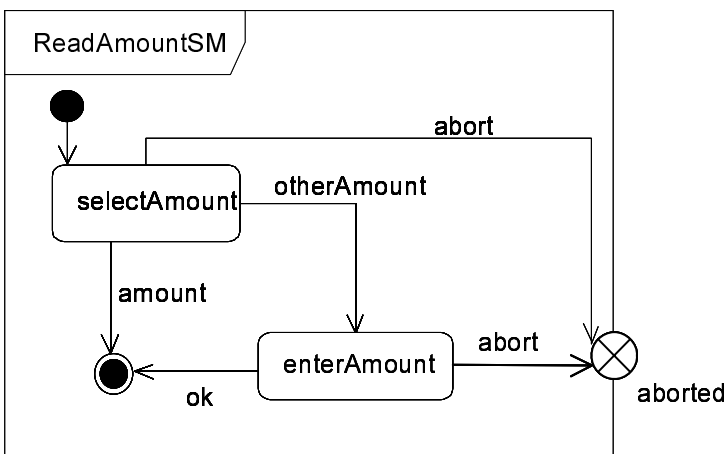 ReadAmountSM
abort
otherAmount
selectAmount
amount
abort
enterAmount
ok
aborted